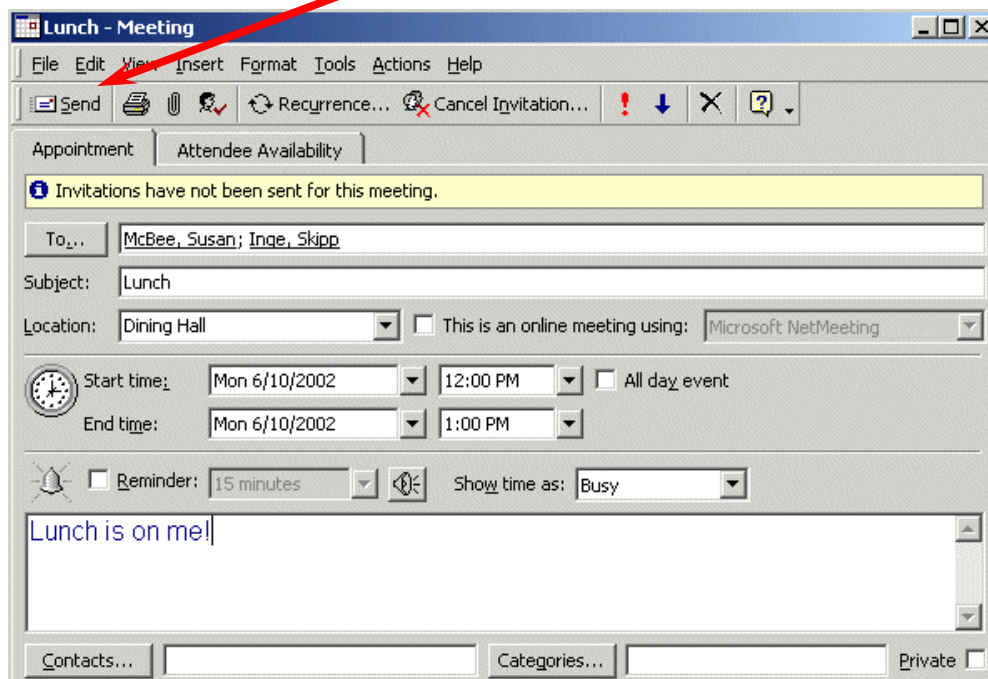 Lunch - Meeting
File Edit View Insert Format Tools Actions Help
Send Recurrence... Cancel Invitation...
Appointment Attendee Availability
Invitations have not been sent for this meeting.
To... McBee, Susan; Inge, Skipp
Subject: Lunch
Location: Dining Hall This is an online meeting using: Microsoft NetMeeting
Start time: Mon 6/10/2002 12:00 PM All day event
End time: Mon 6/10/2002 1:00 PM
Reminder: 15 minutes Show time as: Busy
Lunch is on me!
Contacts... Categories... Private